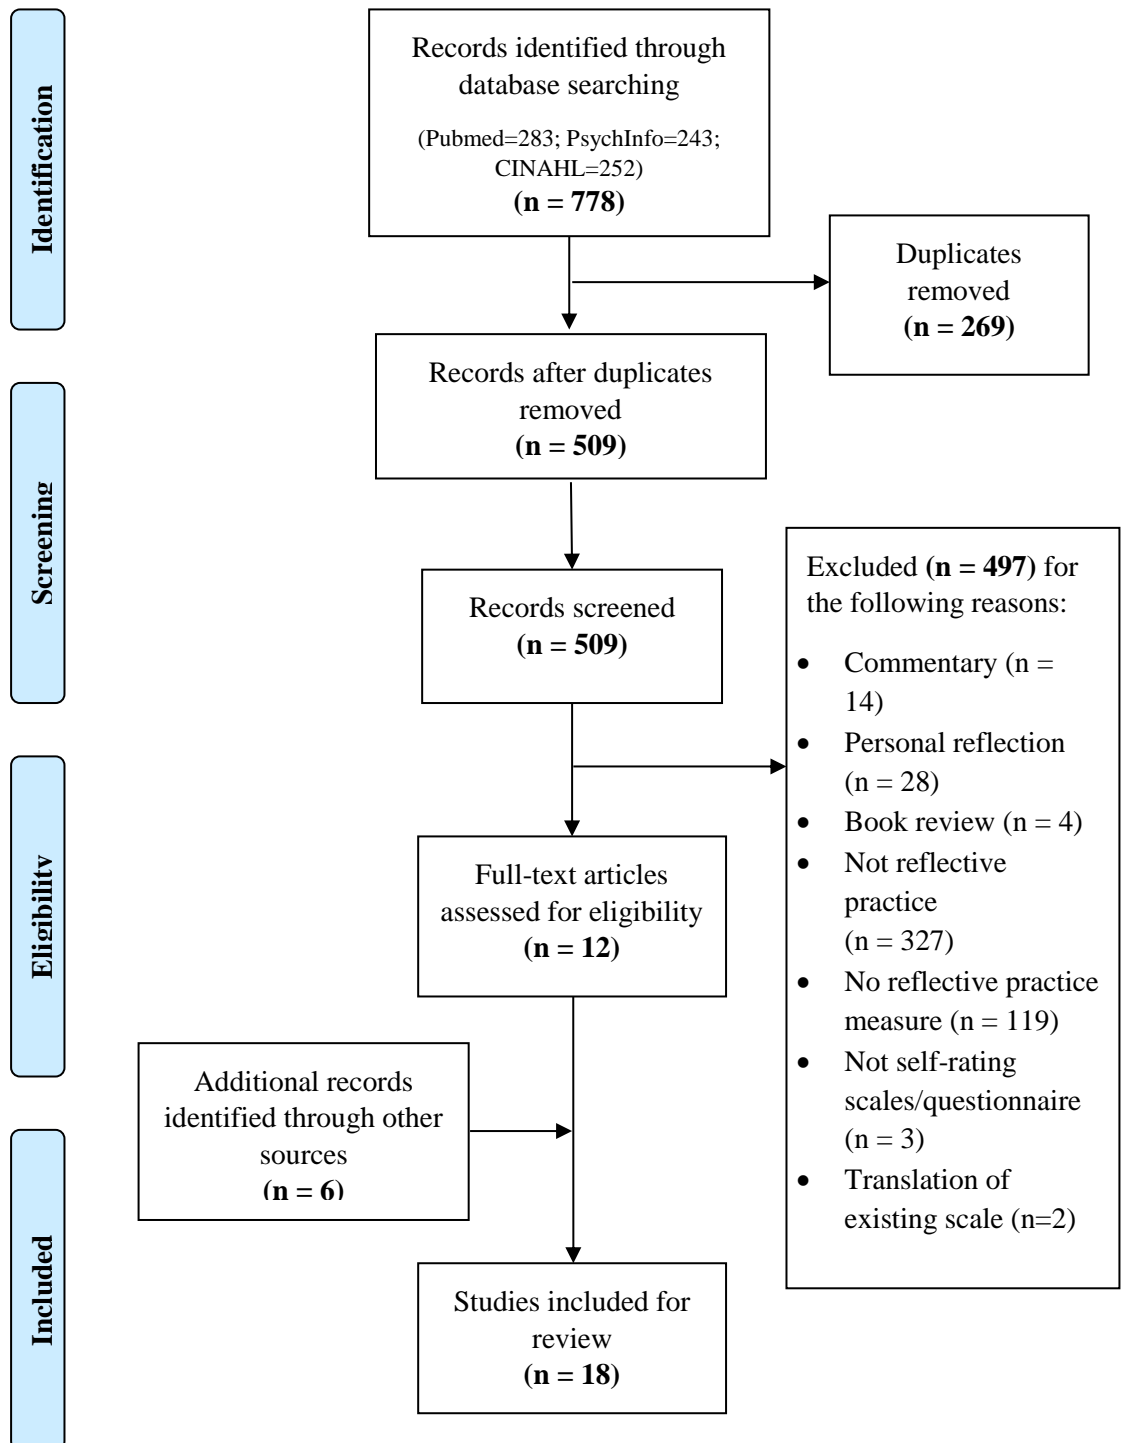 Identification
Records identified through
database searching
(Pubmed=283; PsychInfo=243;
CINAHL=252)
(n = 778)
Duplicates
removed
(n = 269)
Records after duplicates
removed
(n = 509)
Screening
Records screened
(n = 509)
Excluded (n = 497) for
the following reasons:
• Commentary (n =
14)
• Personal reflection
(n = 28)
• Book review (n = 4)
• Not reflective
practice
(n = 327)
• No reflective practice
measure (n = 119)
• Not self-rating
scales/questionnaire
(n = 3)
• Translation of
existing scale (n=2)
Eligibility
Full-text articles
assessed for eligibility
(n = 12)
Additional records
identified through other
sources
(n = 6)
Included
Studies included for
review
(n = 18)